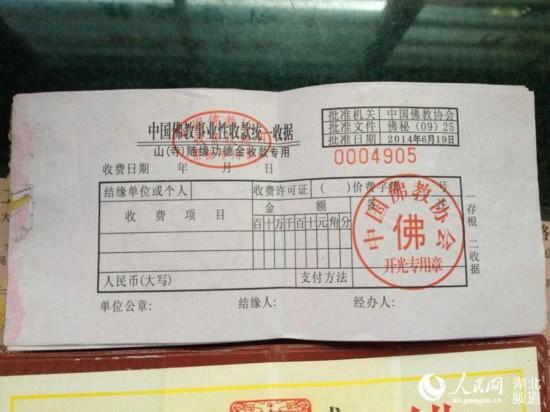 中国佛教事业性收款统一收据
山(寺)随缘功德金收款专用
批准机关 中国佛教协会
批准文件 佛秘(09)25
批准日期 2014年6月19日
0004905
收费日期 年 月 日
结缘单位或个人 收费许可证 ( )价费字 号
收费项目 金额
百十万千百十元角分
人民币(大写) 支付方法
单位公章: 结缘人: 经办人:
一存根 二收据
中国佛教协会
佛
开光专用章
人民网 湖北
hb.people.cn 频道